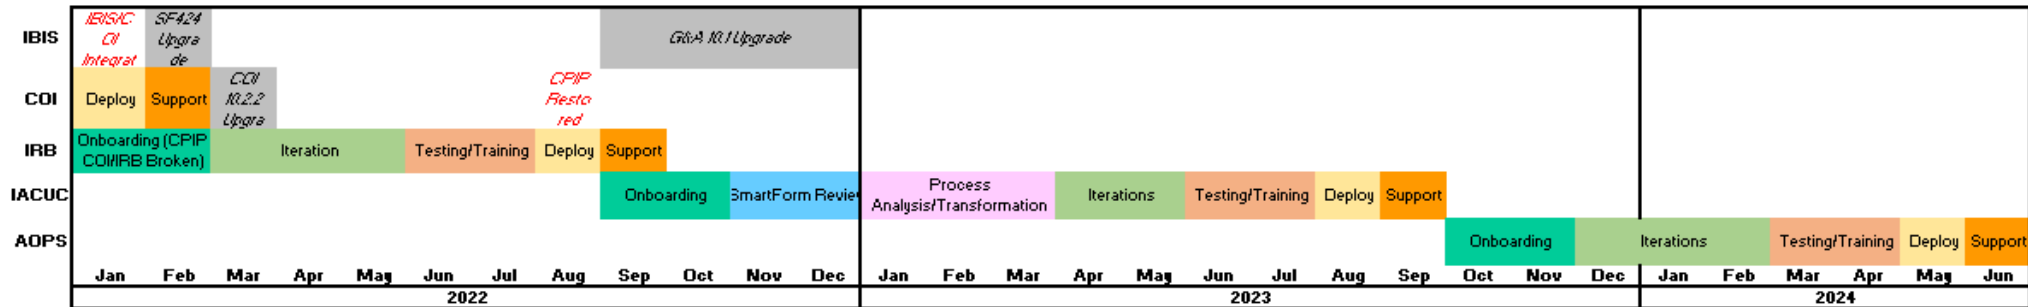 IBIS
IBIS/C
OI
Integrat
SF424
Upgra
de
G&A 10.1 Upgrade
COI
Deploy
Support
COI
10.2.2
Upgra
CPIP
Resto
red
IRB
Onboarding (CPIP
COI/IRB Broken)
Iteration
Testing/Training
Deploy
Support
IACUC
Onboarding
SmartForm Review
Process
Analysis/Transformation
Iterations
Testing/Training
Deploy
Support
AOPS
Onboarding
Iterations
Testing/Training
Deploy
Support
Jan Feb Mar Apr May Jun Jul Aug Sep Oct Nov Dec Jan Feb Mar Apr May Jun Jul Aug Sep Oct Nov Dec Jan Feb Mar Apr May Jun
2022 2023 2024